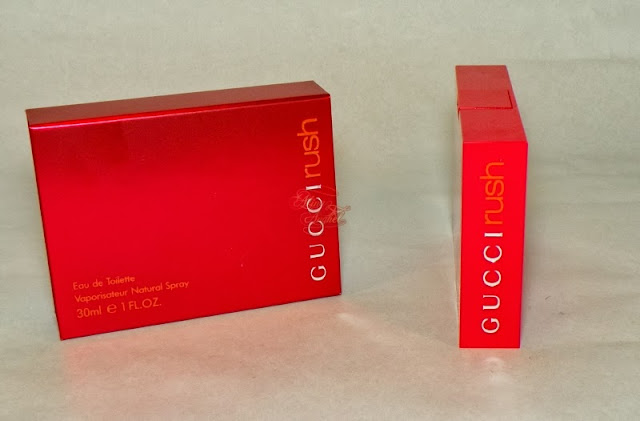 Eau de Toilette
Vaporisateur Natural Spray
30ml e 1 FL.OZ.
GUCCI rush
GUCCI rush